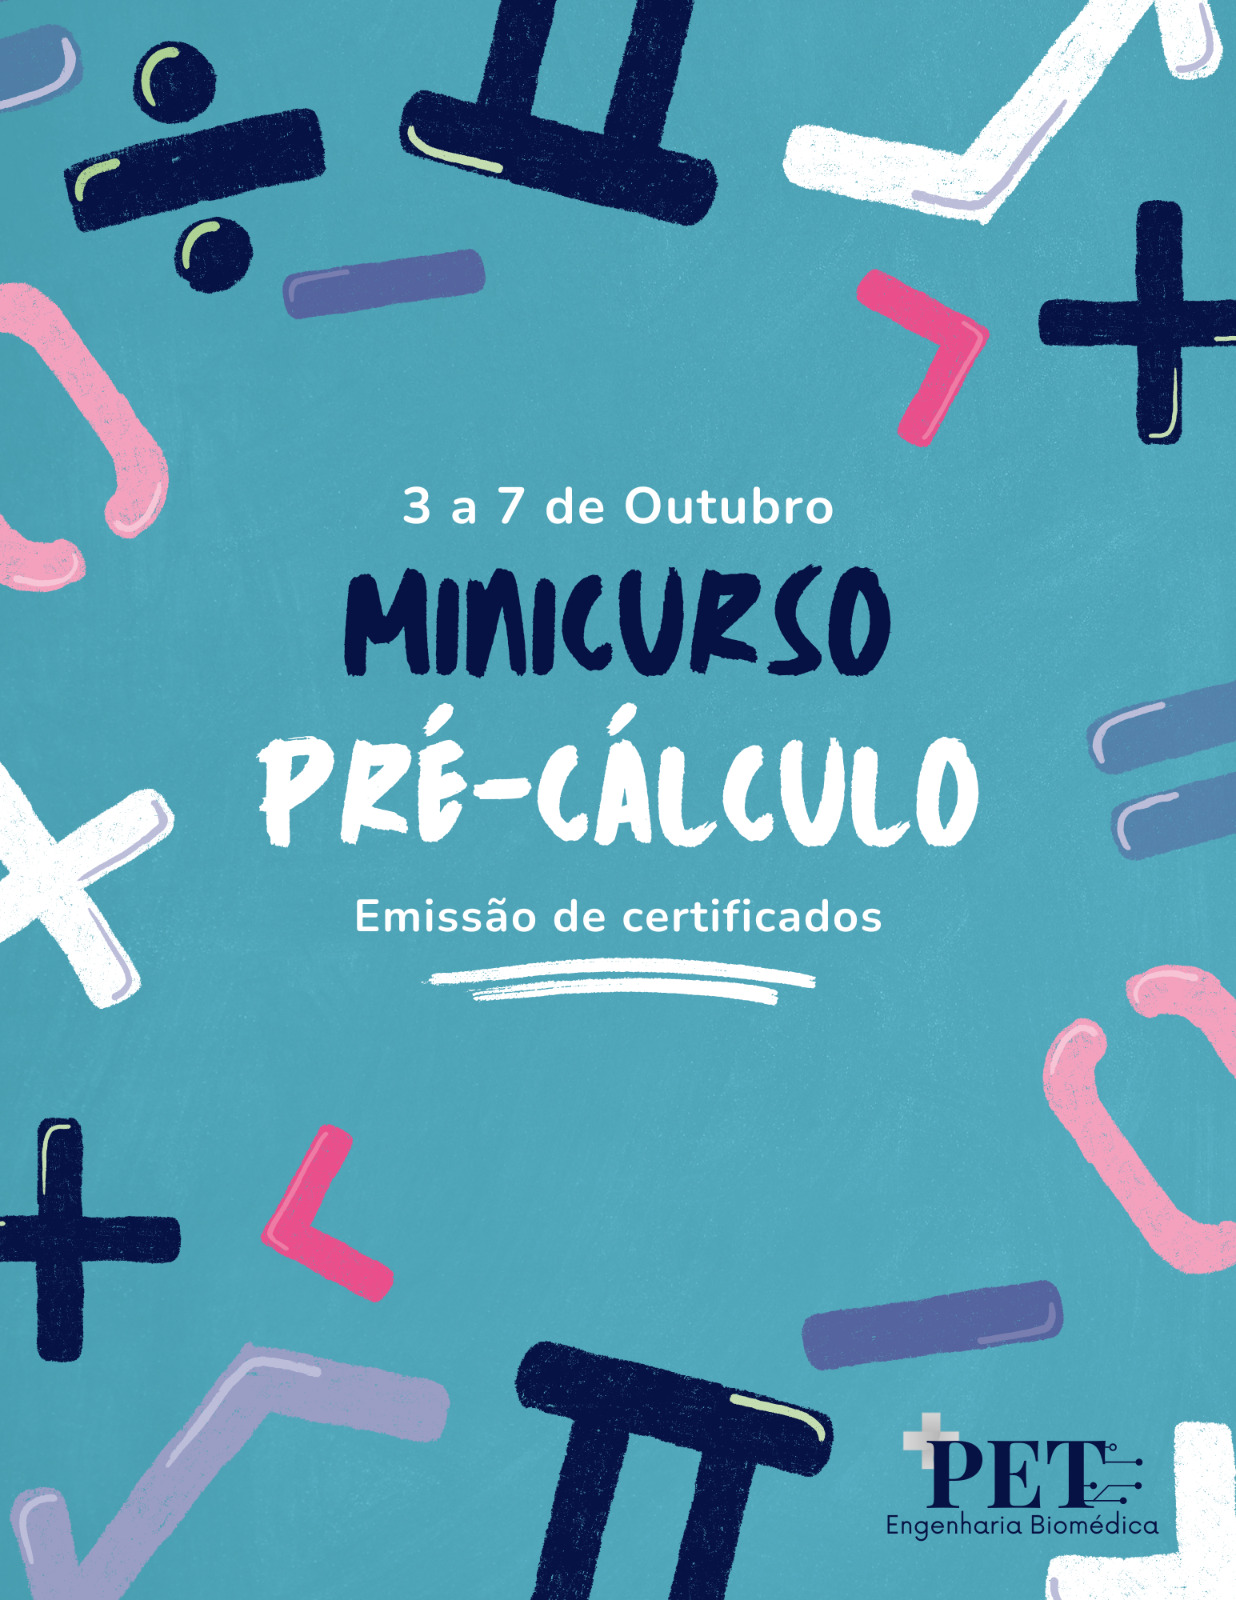 3 a 7 de Outubro
MINICURSO
PRÉ-CÁLCULO
Emissão de certificados
PET
Engenharia Biomédica